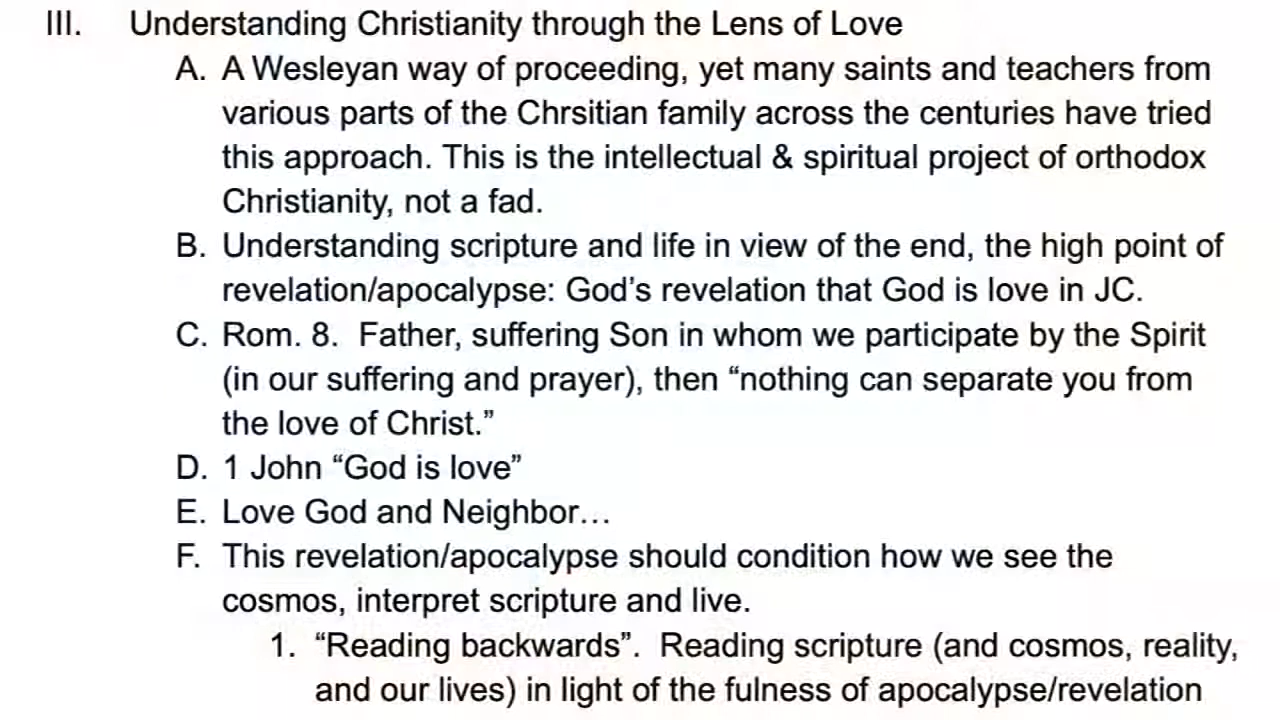 III. Understanding Christianity through the Lens of Love
A. A Wesleyan way of proceeding, yet many saints and teachers from
various parts of the Chrsitian family across the centuries have tried
this approach. This is the intellectual & spiritual project of orthodox
Christianity, not a fad.
B. Understanding scripture and life in view of the end, the high point of
revelation/apocalypse: God’s revelation that God is love in JC.
C. Rom. 8.  Father, suffering Son in whom we participate by the Spirit
(in our suffering and prayer), then “nothing can separate you from
the love of Christ.”
D. 1 John “God is love”
E. Love God and Neighbor…
F. This revelation/apocalypse should condition how we see the
cosmos, interpret scripture and live.
1. “Reading backwards”.  Reading scripture (and cosmos, reality,
and our lives) in light of the fulness of apocalypse/revelation